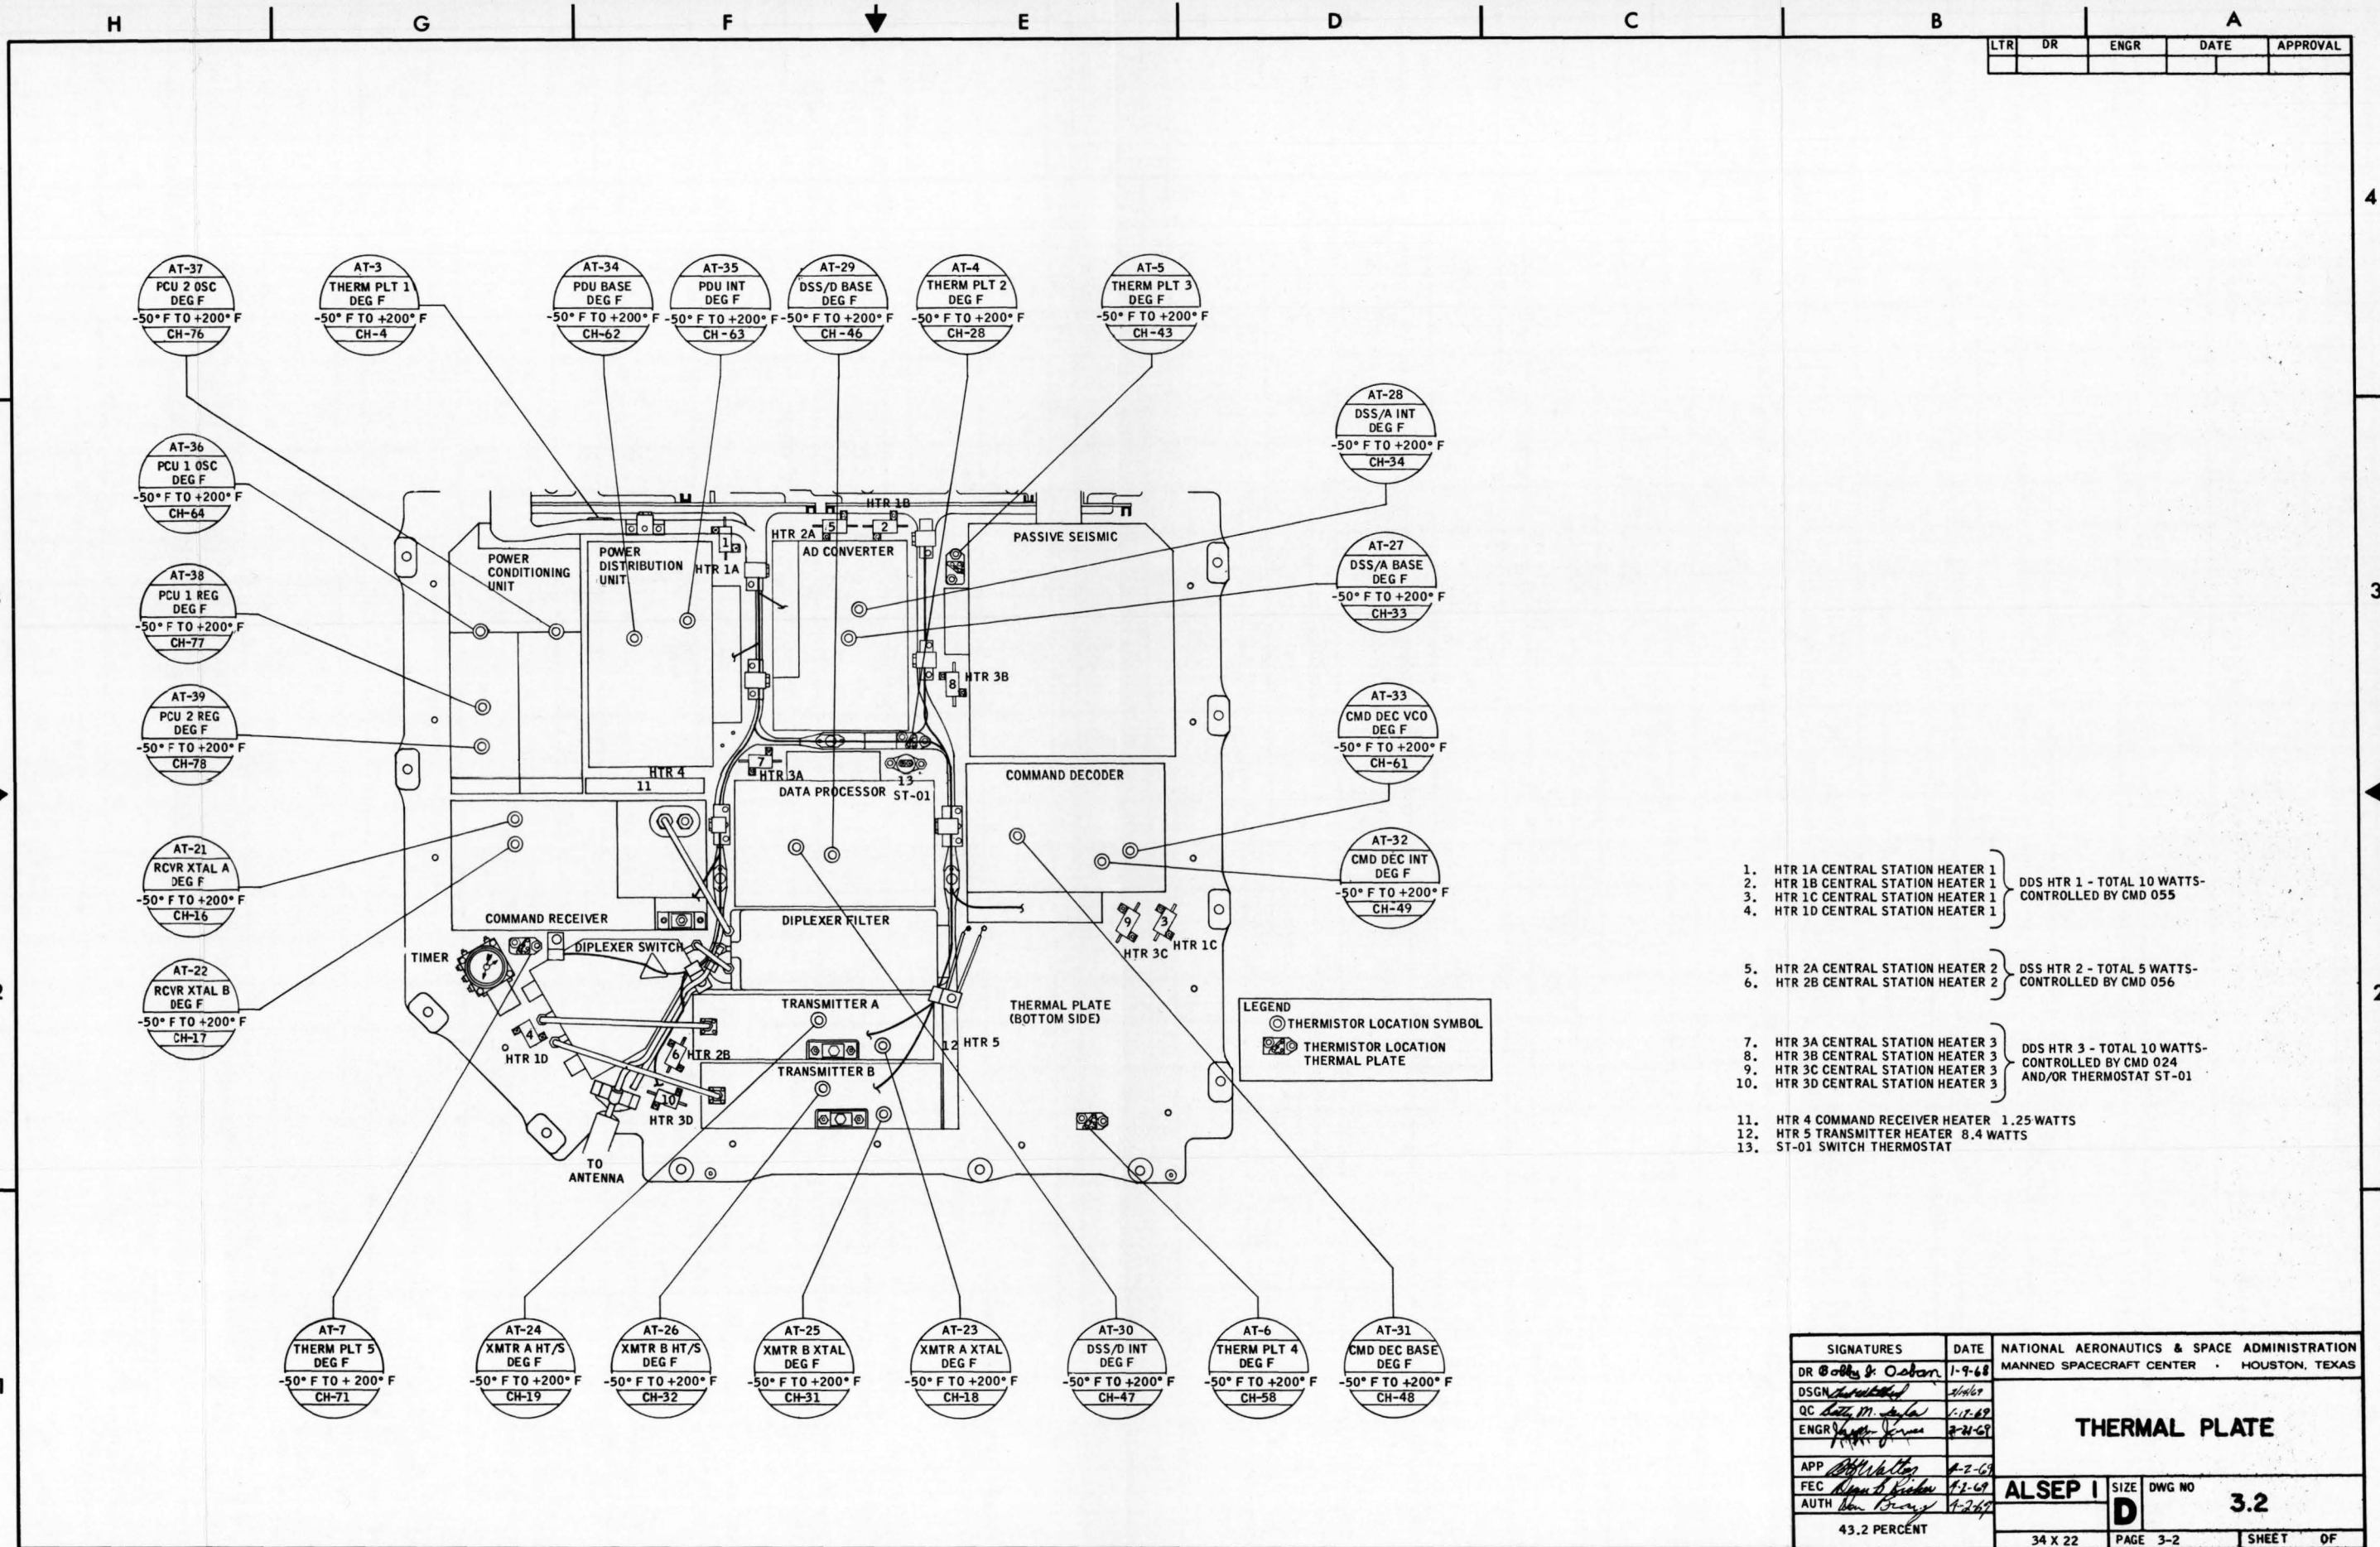 H G F E D C B A
LTR DR ENGR DATE APPROVAL
4
3
2
1
AT-37
PCU 2 OSC
DEG F
-50° F TO +200° F
CH-76
AT-3
THERM PLT 1
DEG F
-50° F TO +200° F
CH-4
AT-34
PDU BASE
DEG F
-50° F TO +200° F
CH-62
AT-35
PDU INT
DEG F
-50° F TO +200° F
CH-63
AT-29
DSS/D BASE
DEG F
-50° F TO +200° F
CH-46
AT-4
THERM PLT 2
DEG F
-50° F TO +200° F
CH-28
AT-5
THERM PLT 3
DEG F
-50° F TO +200° F
CH-43
AT-28
DSS/A INT
DEG F
-50° F TO +200° F
CH-34
AT-36
PCU 1 OSC
DEG F
-50° F TO +200° F
CH-64
AT-27
DSS/A BASE
DEG F
-50° F TO +200° F
CH-33
AT-38
PCU 1 REG
DEG F
-50° F TO +200° F
CH-77
AT-39
PCU 2 REG
DEG F
-50° F TO +200° F
CH-78
AT-33
CMD DEC VCO
DEG F
-50° F TO +200° F
CH-61
AT-21
RCVR XTAL A
DEG F
-50° F TO +200° F
CH-16
AT-32
CMD DEC INT
DEG F
-50° F TO +200° F
CH-49
AT-22
RCVR XTAL B
DEG F
-50° F TO +200° F
CH-17
HTR 1B
5
2
HTR 2A
1
HTR 1A
POWER
CONDITIONING
UNIT
POWER
DISTRIBUTION
UNIT
AD CONVERTER
PASSIVE SEISMIC
8
HTR 3B
HTR 4
11
7
HTR 3A
13
ST-01
DATA PROCESSOR
COMMAND DECODER
COMMAND RECEIVER
DIPLEXER FILTER
9
3
HTR 3C
HTR 1C
TIMER
DIPLEXER SWITCH
TRANSMITTER A
THERMAL PLATE
(BOTTOM SIDE)
4
HTR 1D
6
HTR 2B
12
HTR 5
TRANSMITTER B
10
HTR 3D
TO
ANTENNA
LEGEND
THERMISTOR LOCATION SYMBOL
THERMISTOR LOCATION
THERMAL PLATE
1. HTR 1A CENTRAL STATION HEATER 1
2. HTR 1B CENTRAL STATION HEATER 1
3. HTR 1C CENTRAL STATION HEATER 1
4. HTR 1D CENTRAL STATION HEATER 1
DDS HTR 1 - TOTAL 10 WATTS-
CONTROLLED BY CMD 055
5. HTR 2A CENTRAL STATION HEATER 2
6. HTR 2B CENTRAL STATION HEATER 2
DSS HTR 2 - TOTAL 5 WATTS-
CONTROLLED BY CMD 056
7. HTR 3A CENTRAL STATION HEATER 3
8. HTR 3B CENTRAL STATION HEATER 3
9. HTR 3C CENTRAL STATION HEATER 3
10. HTR 3D CENTRAL STATION HEATER 3
DDS HTR 3 - TOTAL 10 WATTS-
CONTROLLED BY CMD 024
AND/OR THERMOSTAT ST-01
11. HTR 4 COMMAND RECEIVER HEATER 1.25 WATTS
12. HTR 5 TRANSMITTER HEATER 8.4 WATTS
13. ST-01 SWITCH THERMOSTAT
AT-7
THERM PLT 5
DEG F
-50° F TO + 200° F
CH-71
AT-24
XMTR A HT/S
DEG F
-50° F TO +200° F
CH-19
AT-26
XMTR B HT/S
DEG F
-50° F TO +200° F
CH-32
AT-25
XMTR B XTAL
DEG F
-50° F TO +200° F
CH-31
AT-23
XMTR A XTAL
DEG F
-50° F TO +200° F
CH-18
AT-30
DSS/D INT
DEG F
-50° F TO +200° F
CH-47
AT-6
THERM PLT 4
DEG F
-50° F TO +200° F
CH-58
AT-31
CMD DEC BASE
DEG F
-50° F TO +200° F
CH-48
SIGNATURES DATE
DR Bobby J. Osban 1-9-68
DSGN
QC Betty M. 1-17-69
ENGR
APP Watton 4-2-69
FEC 4-2-69
AUTH Don Bray 4-2-69
43.2 PERCENT
NATIONAL AERONAUTICS & SPACE ADMINISTRATION
MANNED SPACECRAFT CENTER · HOUSTON, TEXAS
THERMAL PLATE
ALSEP 1
SIZE D
DWG NO 3.2
34 X 22
PAGE 3-2
SHEET OF